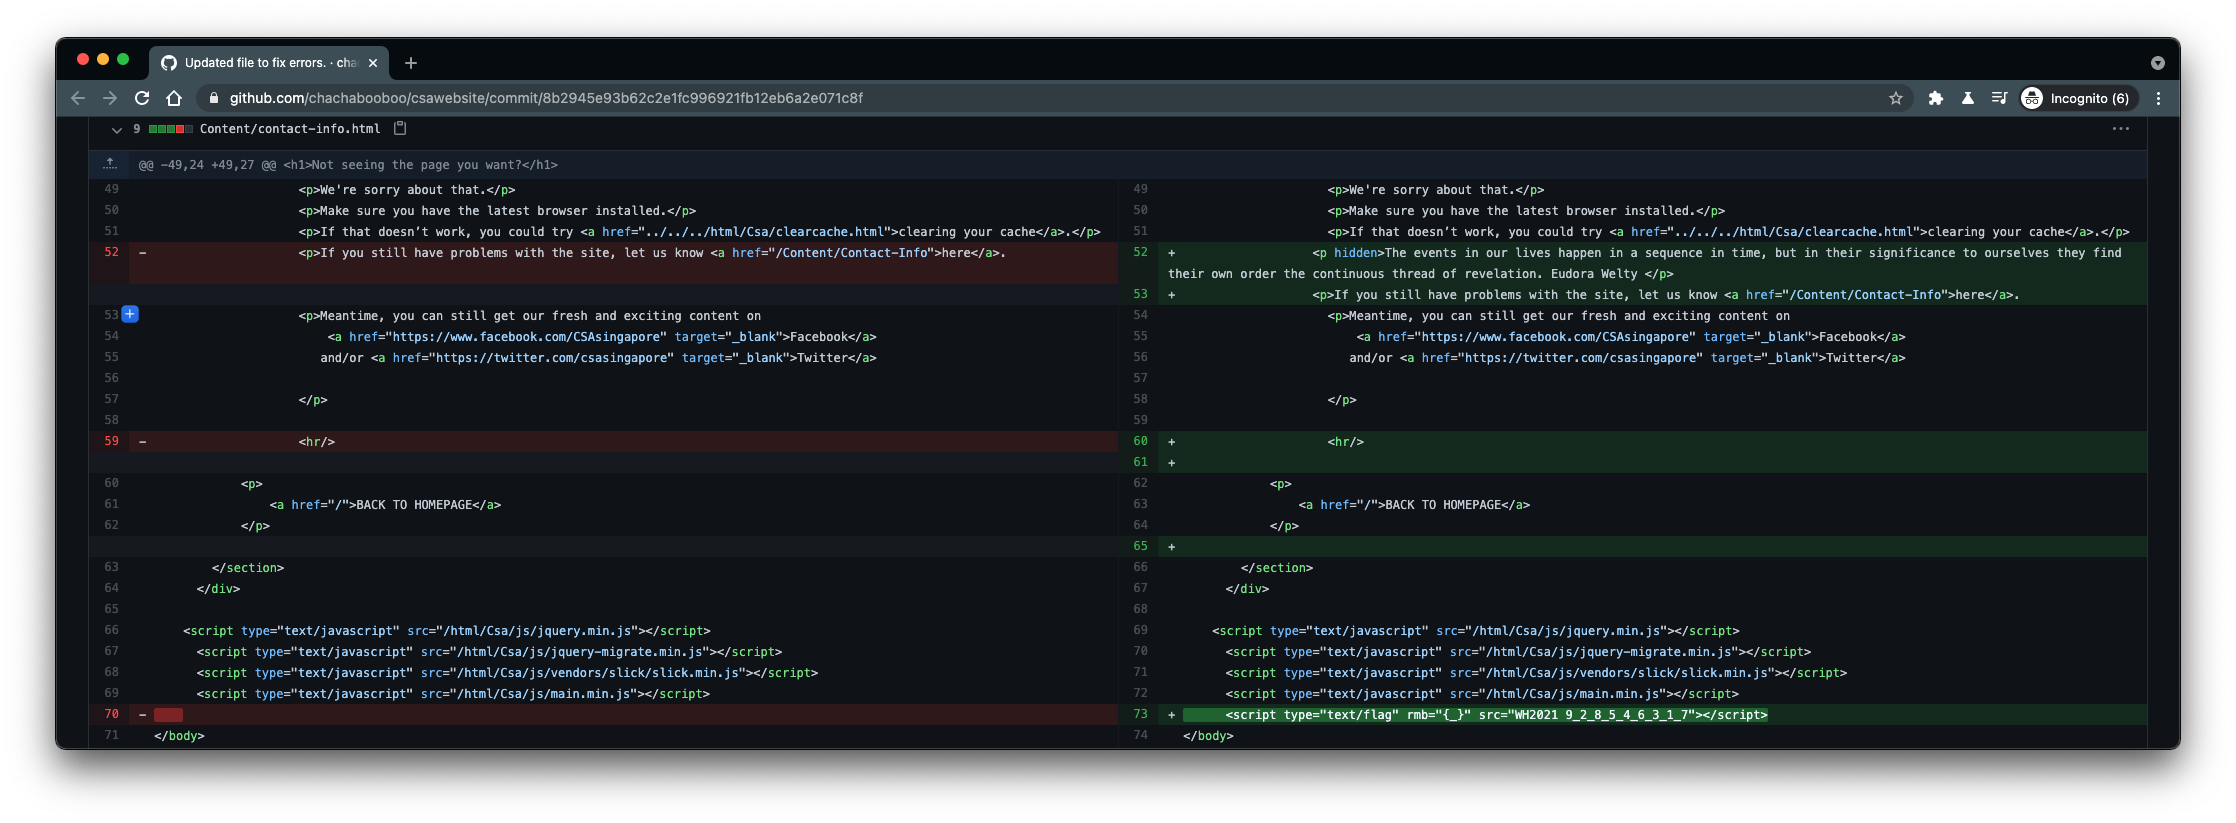 Updated file to fix errors. · cha
github.com/chachabooboo/csawebsite/commit/8b2945e93b62c2e1fc996921fb12eb6a2e071c8f
Incognito (6)
9 Content/contact-info.html
@@ -49,24 +49,27 @@ <h1>Not seeing the page you want?</h1>
49 <p>We're sorry about that.</p>
50 <p>Make sure you have the latest browser installed.</p>
51 <p>If that doesn’t work, you could try <a href="../../../html/Csa/clearcache.html">clearing your cache</a>.</p>
52 - <p>If you still have problems with the site, let us know <a href="/Content/Contact-Info">here</a>.
53 <p>Meantime, you can still get our fresh and exciting content on
54 <a href="https://www.facebook.com/CSAsingapore" target="_blank">Facebook</a>
55 and/or <a href="https://twitter.com/csasingapore" target="_blank">Twitter</a>
56
57 </p>
58
59 - <hr/>
60 <p>
61 <a href="/">BACK TO HOMEPAGE</a>
62 </p>
63 </section>
64 </div>
65
66 <script type="text/javascript" src="/html/Csa/js/jquery.min.js"></script>
67 <script type="text/javascript" src="/html/Csa/js/jquery-migrate.min.js"></script>
68 <script type="text/javascript" src="/html/Csa/js/vendors/slick/slick.min.js"></script>
69 <script type="text/javascript" src="/html/Csa/js/main.min.js"></script>
70 -
71 </body>
49 <p>We're sorry about that.</p>
50 <p>Make sure you have the latest browser installed.</p>
51 <p>If that doesn’t work, you could try <a href="../../../html/Csa/clearcache.html">clearing your cache</a>.</p>
52 + <p hidden>The events in our lives happen in a sequence in time, but in their significance to ourselves they find
their own order the continuous thread of revelation. Eudora Welty </p>
53 + <p>If you still have problems with the site, let us know <a href="/Content/Contact-Info">here</a>.
54 <p>Meantime, you can still get our fresh and exciting content on
55 <a href="https://www.facebook.com/CSAsingapore" target="_blank">Facebook</a>
56 and/or <a href="https://twitter.com/csasingapore" target="_blank">Twitter</a>
57
58 </p>
59
60 + <hr/>
61 +
62 <p>
63 <a href="/">BACK TO HOMEPAGE</a>
64 </p>
65 +
66 </section>
67 </div>
68
69 <script type="text/javascript" src="/html/Csa/js/jquery.min.js"></script>
70 <script type="text/javascript" src="/html/Csa/js/jquery-migrate.min.js"></script>
71 <script type="text/javascript" src="/html/Csa/js/vendors/slick/slick.min.js"></script>
72 <script type="text/javascript" src="/html/Csa/js/main.min.js"></script>
73 + <script type="text/flag" rmb="{_}" src="WH2021 9_2_8_5_4_6_3_1_7"></script>
74 </body>